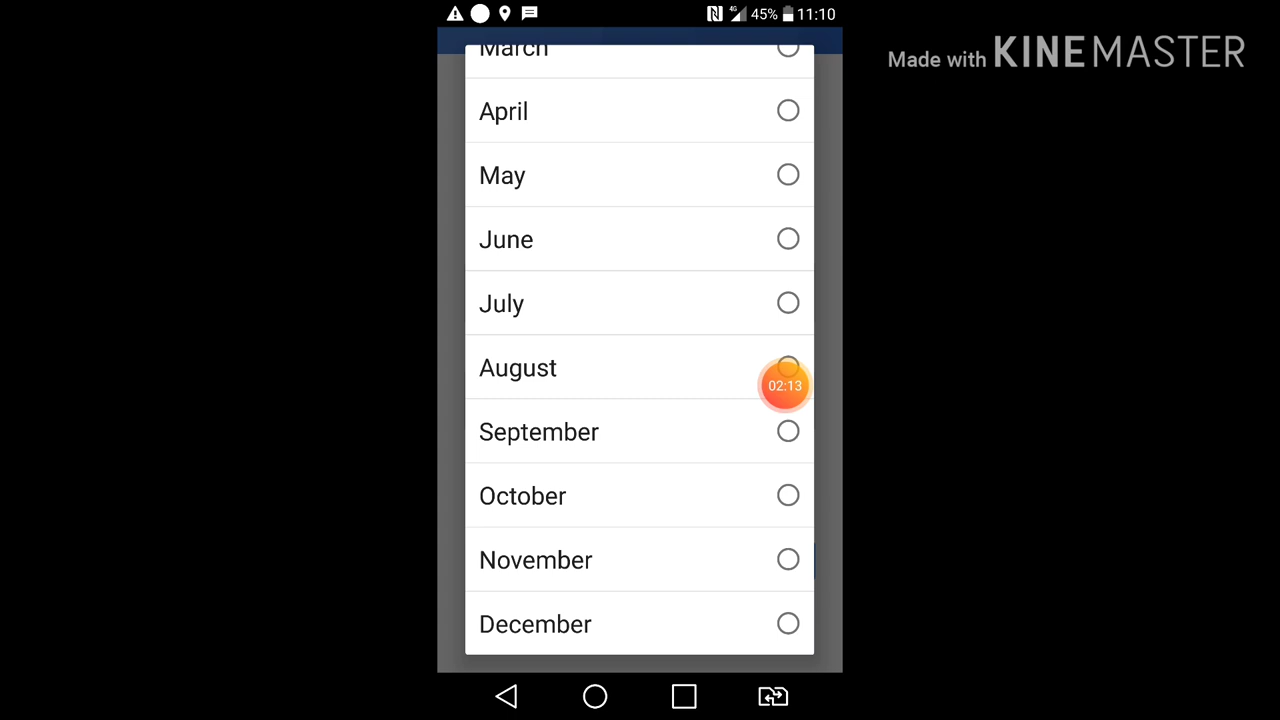 45% 11:10
Made with KINEMASTER
March
April
May
June
July
August
02:13
September
October
November
December